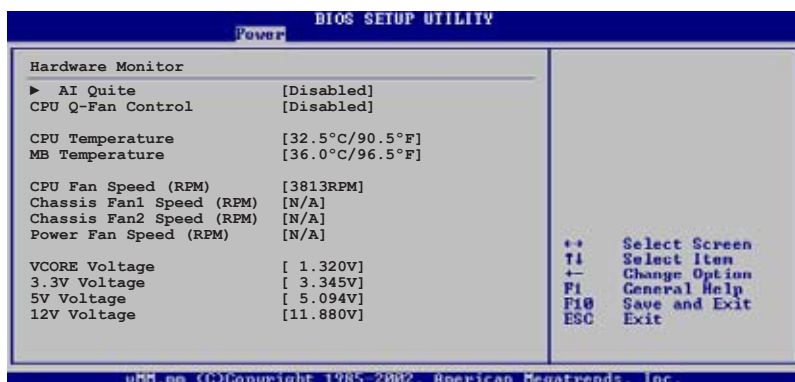 BIOS SETUP UTILITY
Power
Hardware Monitor
▶ AI Quite [Disabled]
CPU Q-Fan Control [Disabled]
CPU Temperature [32.5°C/90.5°F]
MB Temperature [36.0°C/96.5°F]
CPU Fan Speed (RPM) [3813RPM]
Chassis Fan1 Speed (RPM) [N/A]
Chassis Fan2 Speed (RPM) [N/A]
Power Fan Speed (RPM) [N/A]
VCORE Voltage [ 1.320V]
3.3V Voltage [ 3.345V]
5V Voltage [ 5.094V]
12V Voltage [11.880V]
←→ Select Screen
↑↓ Select Item
+- Change Option
F1 General Help
F10 Save and Exit
ESC Exit
(C)Copyright 1985-2002, American Megatrends, Inc.